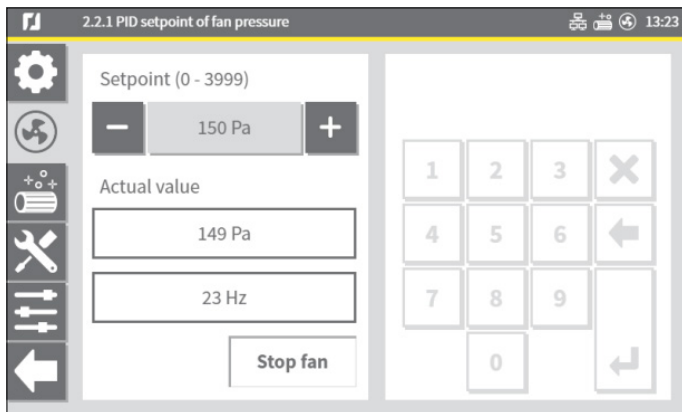 2.2.1 PID setpoint of fan pressure 13:23
Setpoint (0 - 3999)
150 Pa
Actual value
149 Pa
23 Hz
Stop fan
1 2 3
4 5 6
7 8 9
0